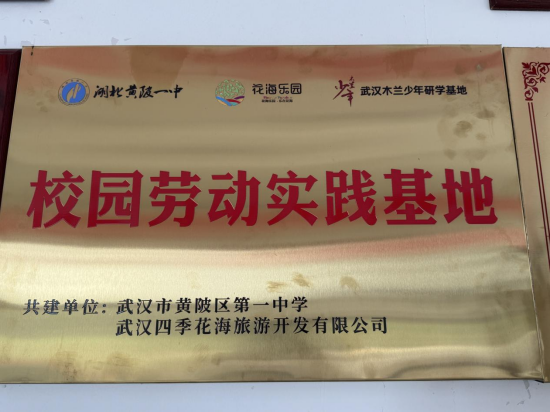 湖北黄陂一中
花海乐园
武汉木兰少年研学基地
校园劳动实践基地
共建单位：武汉市黄陂区第一中学
武汉四季花海旅游开发有限公司